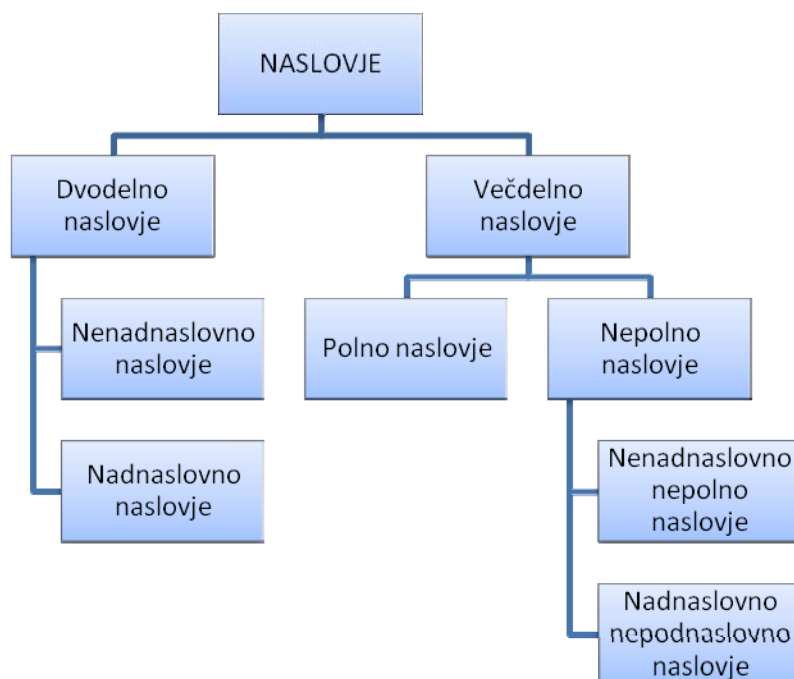 NASLOVJE
Dvodelno
naslovje
Večdelno
naslovje
Nenadnaslovno
naslovje
Nadnaslovno
naslovje
Polno naslovje
Nepolno
naslovje
Nenadnaslovno
nepolno
naslovje
Nadnaslovno
nepodnaslovno
naslovje